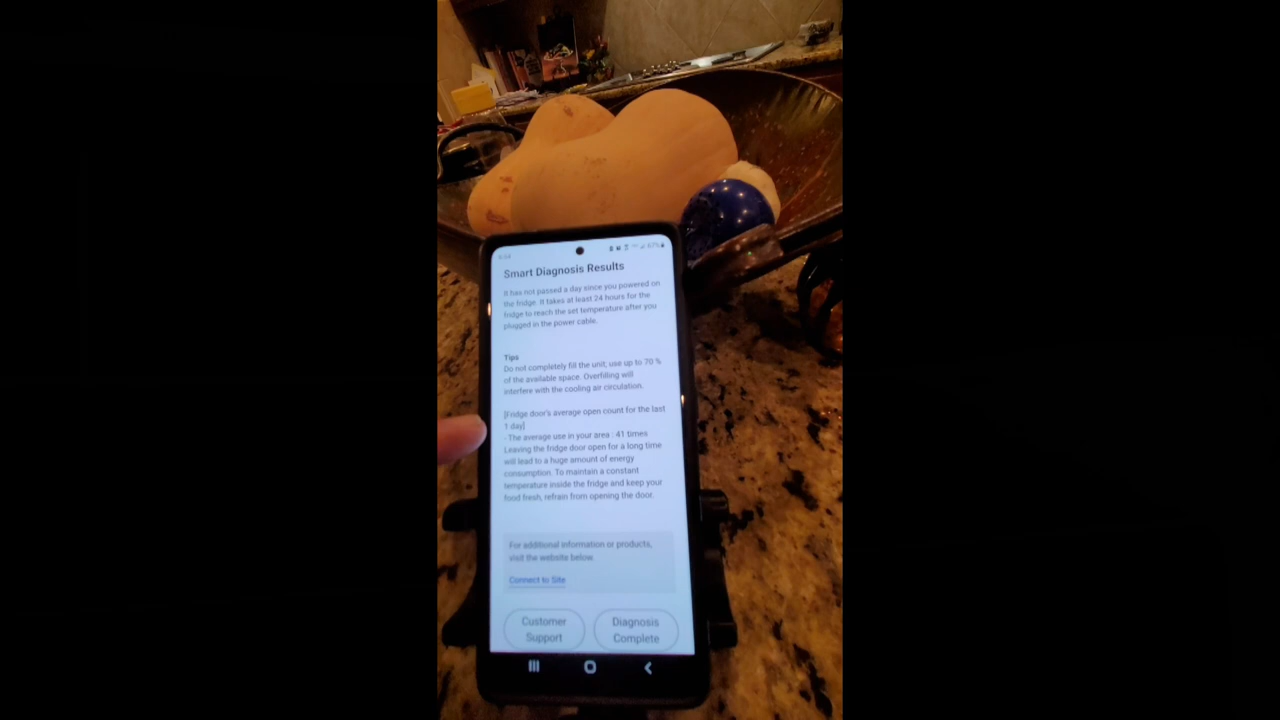 Smart Diagnosis Results
It has not passed a day since you powered on
the fridge. It takes at least 24 hours for the
fridge to reach the set temperature after you
plugged in the power cable.
Tips
Do not completely fill the unit; use up to 70 %
of the available space. Overfilling will
interfere with the cooling air circulation.
[Fridge door's average open count for the last
1 day]
- The average use in your area : 41 times
Leaving the fridge door open for a long time
will lead to a huge amount of energy
consumption. To maintain a constant
temperature inside the fridge and keep your
food fresh, refrain from opening the door.
For additional information or products,
visit the website below.
Connect to Site
Customer
Support
Diagnosis
Complete